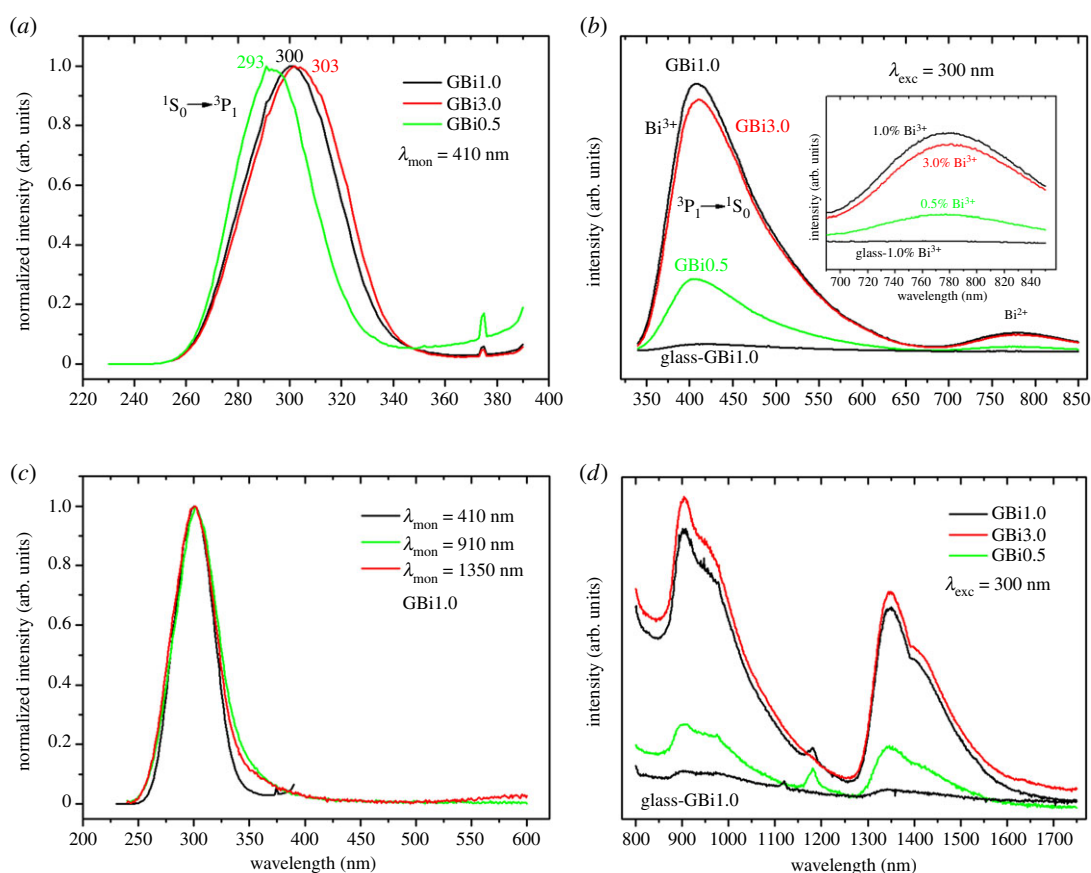 (a)
normalized intensity (arb. units)
1.0
0.8
0.6
0.4
0.2
0
293
300
303
¹S₀→³P₁
GBi1.0
GBi3.0
GBi0.5
λmon = 410 nm
220 240 260 280 300 320 340 360 380 400
(b)
intensity (arb. units)
GBi1.0
λexc = 300 nm
Bi³⁺
GBi3.0
³P₁→¹S₀
GBi0.5
glass-GBi1.0
Bi²⁺
350 400 450 500 550 600 650 700 750 800 850
intensity (arb. units)
1.0% Bi³⁺
3.0% Bi³⁺
0.5% Bi³⁺
glass-1.0% Bi³⁺
700 720 740 760 780 800 820 840
wavelength (nm)
(c)
normalized intensity (arb. units)
1.0
0.8
0.6
0.4
0.2
0
λmon = 410 nm
λmon = 910 nm
λmon = 1350 nm
GBi1.0
200 250 300 350 400 450 500 550 600
wavelength (nm)
(d)
intensity (arb. units)
GBi1.0
GBi3.0
GBi0.5
λexc = 300 nm
glass-GBi1.0
800 900 1000 1100 1200 1300 1400 1500 1600 1700
wavelength (nm)